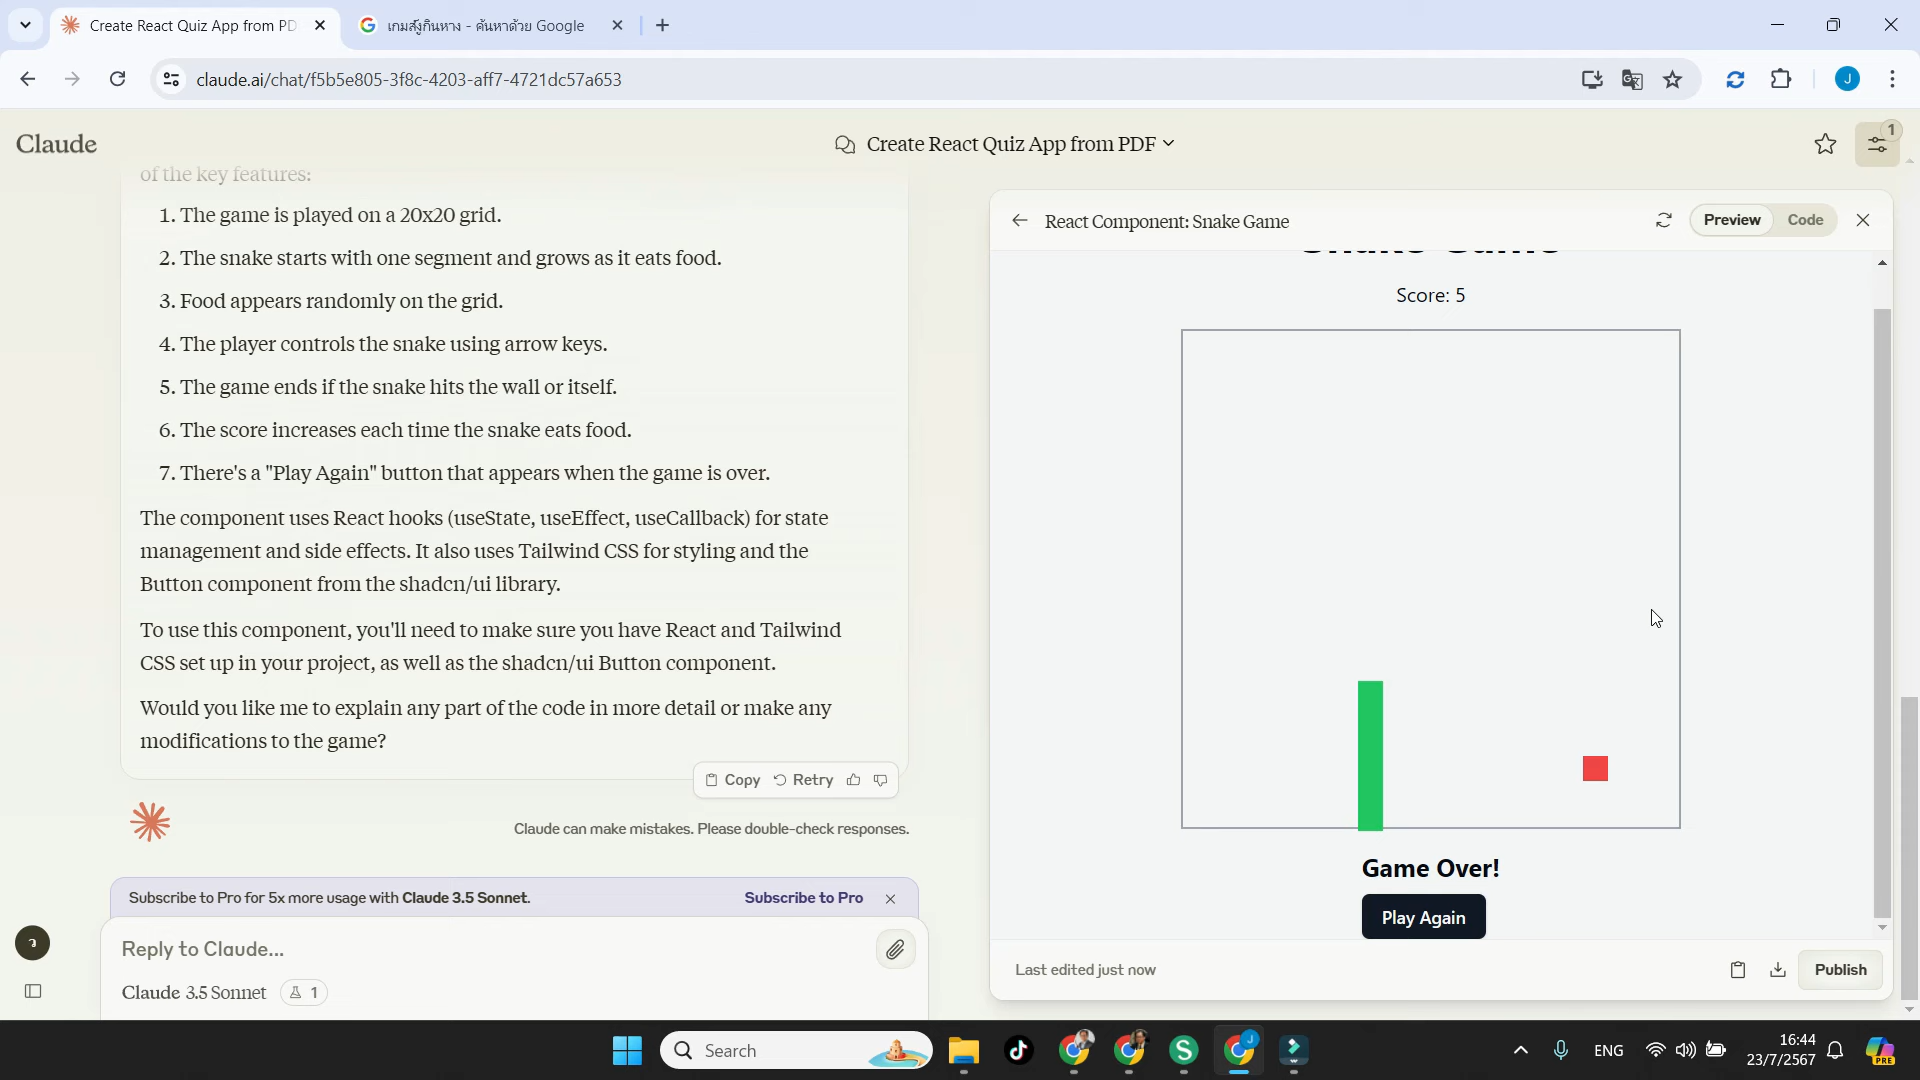 Create React Quiz App from PD
เกมส์งูกินหาง - ค้นหาด้วย Google
claude.ai/chat/f5b5e805-3f8c-4203-aff7-4721dc57a653
J
Claude
Create React Quiz App from PDF
1
of the key features:
1. The game is played on a 20x20 grid.
2. The snake starts with one segment and grows as it eats food.
3. Food appears randomly on the grid.
4. The player controls the snake using arrow keys.
5. The game ends if the snake hits the wall or itself.
6. The score increases each time the snake eats food.
7. There's a "Play Again" button that appears when the game is over.
The component uses React hooks (useState, useEffect, useCallback) for state
management and side effects. It also uses Tailwind CSS for styling and the
Button component from the shadcn/ui library.
To use this component, you'll need to make sure you have React and Tailwind
CSS set up in your project, as well as the shadcn/ui Button component.
Would you like me to explain any part of the code in more detail or make any
modifications to the game?
Copy Retry
Claude can make mistakes. Please double-check responses.
Subscribe to Pro for 5x more usage with Claude 3.5 Sonnet. Subscribe to Pro
Reply to Claude...
Claude 3.5 Sonnet 1
ว
React Component: Snake Game
Preview Code
Snake Game
Score: 5
Game Over!
Play Again
Last edited just now
Publish
Search
J
ENG
16:44
23/7/2567
PRE